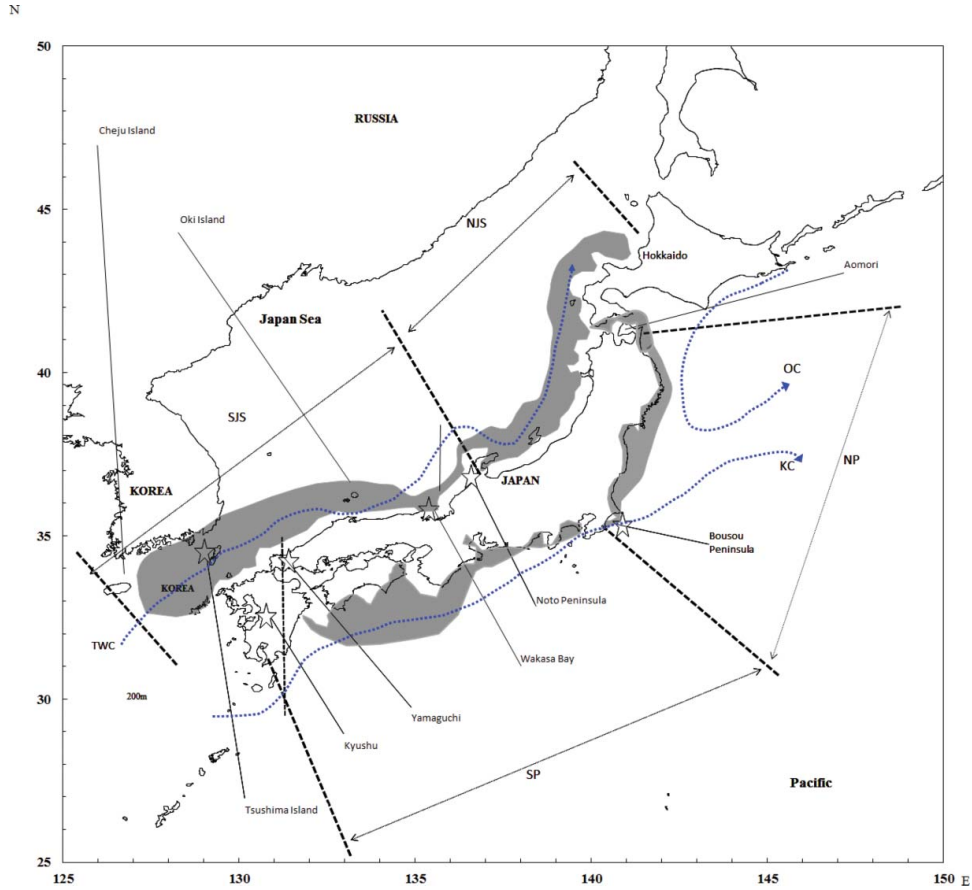 N
50
RUSSIA
Cheju Island
45
Oki Island
NJS
Hokkaido
Aomori
Japan Sea
40
OC
SJS
KC
NP
KOREA
JAPAN
35
Bousou
Peninsula
KOREA
Noto Peninsula
TWC
Wakasa Bay
200m
30
Yamaguchi
Kyushu
SP
Pacific
Tsushima Island
25
125
130
135
140
145
150
E